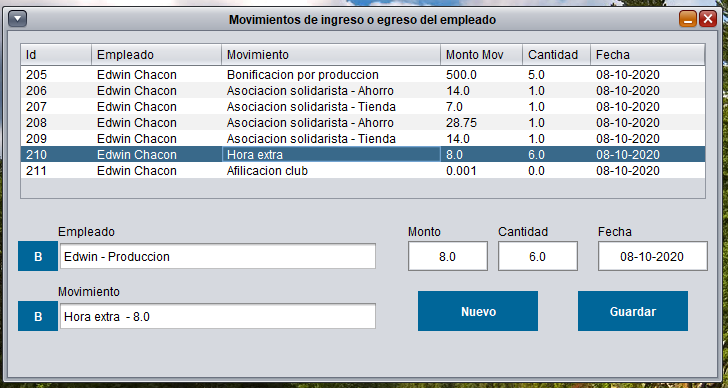 Movimientos de ingreso o egreso del empleado
Id Empleado Movimiento Monto Mov Cantidad Fecha
205 Edwin Chacon Bonificacion por produccion 500.0 5.0 08-10-2020
206 Edwin Chacon Asociacion solidarista - Ahorro 14.0 1.0 08-10-2020
207 Edwin Chacon Asociacion solidarista - Tienda 7.0 1.0 08-10-2020
208 Edwin Chacon Asociacion solidarista - Ahorro 28.75 1.0 08-10-2020
209 Edwin Chacon Asociacion solidarista - Tienda 14.0 1.0 08-10-2020
210 Edwin Chacon Hora extra 8.0 6.0 08-10-2020
211 Edwin Chacon Afilicacion club 0.001 0.0 08-10-2020
Empleado Monto Cantidad Fecha
B Edwin - Produccion 8.0 6.0 08-10-2020
Movimiento
B Hora extra - 8.0 Nuevo Guardar